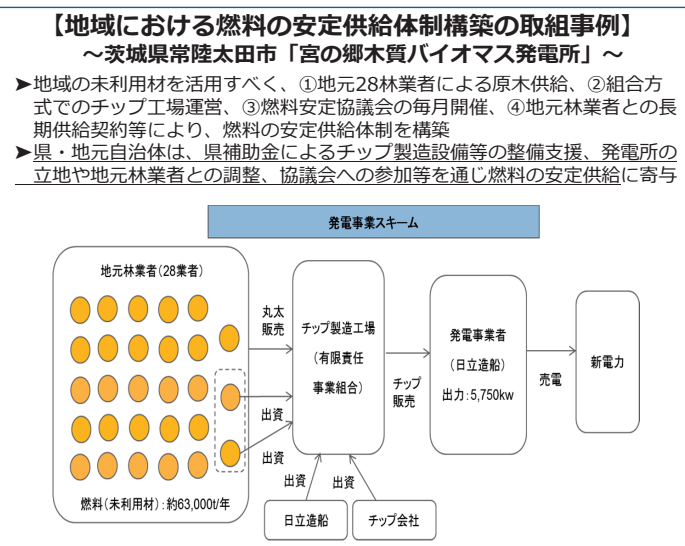 【地域における燃料の安定供給体制構築の取組事例】
～茨城県常陸太田市「宮の郷木質バイオマス発電所」～
➤地域の未利用材を活用すべく、①地元28林業者による原木供給、②組合方
式でのチップ工場運営、③燃料安定協議会の毎月開催、④地元林業者との長
期供給契約等により、燃料の安定供給体制を構築
➤県・地元自治体は、県補助金によるチップ製造設備等の整備支援、発電所の
立地や地元林業者との調整、協議会への参加等を通じ燃料の安定供給に寄与
発電事業スキーム
地元林業者(28業者)
燃料(未利用材):約63,000t/年
丸太
販売
出資
出資
チップ製造工場
(有限責任
事業組合)
出資
出資
日立造船
チップ会社
チップ
販売
発電事業者
(日立造船)
出力:5,750kw
売電
新電力